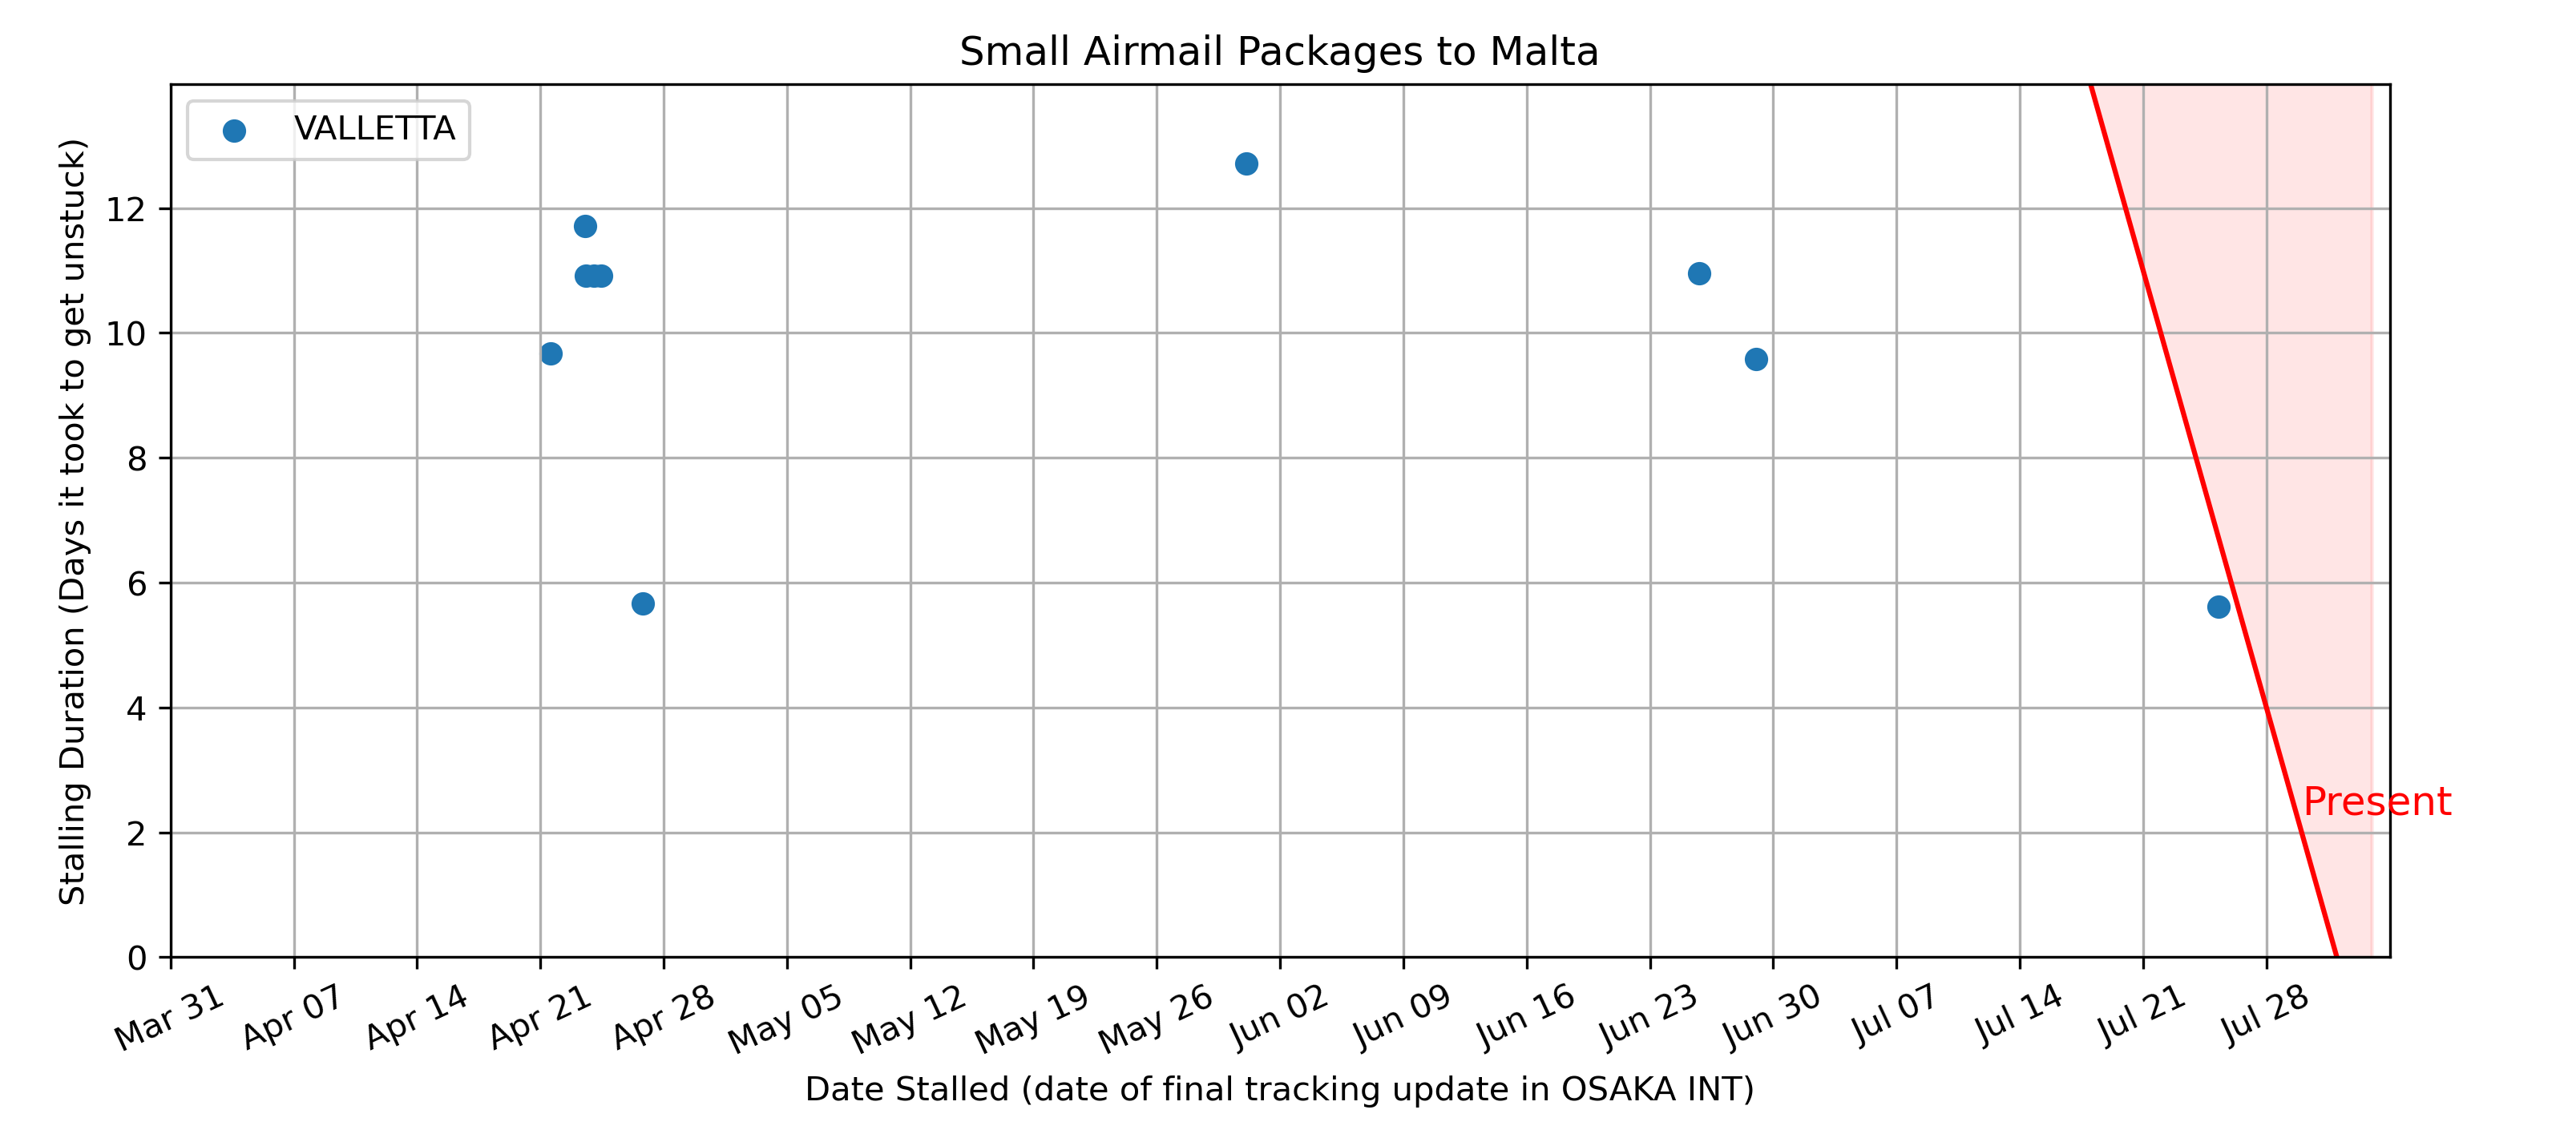 Small Airmail Packages to Malta
VALLETTA
Stalling Duration (Days it took to get unstuck)
12
10
8
6
4
2
0
Present
Mar 31
Apr 07
Apr 14
Apr 21
Apr 28
May 05
May 12
May 19
May 26
Jun 02
Jun 09
Jun 16
Jun 23
Jun 30
Jul 07
Jul 14
Jul 21
Jul 28
Date Stalled (date of final tracking update in OSAKA INT)